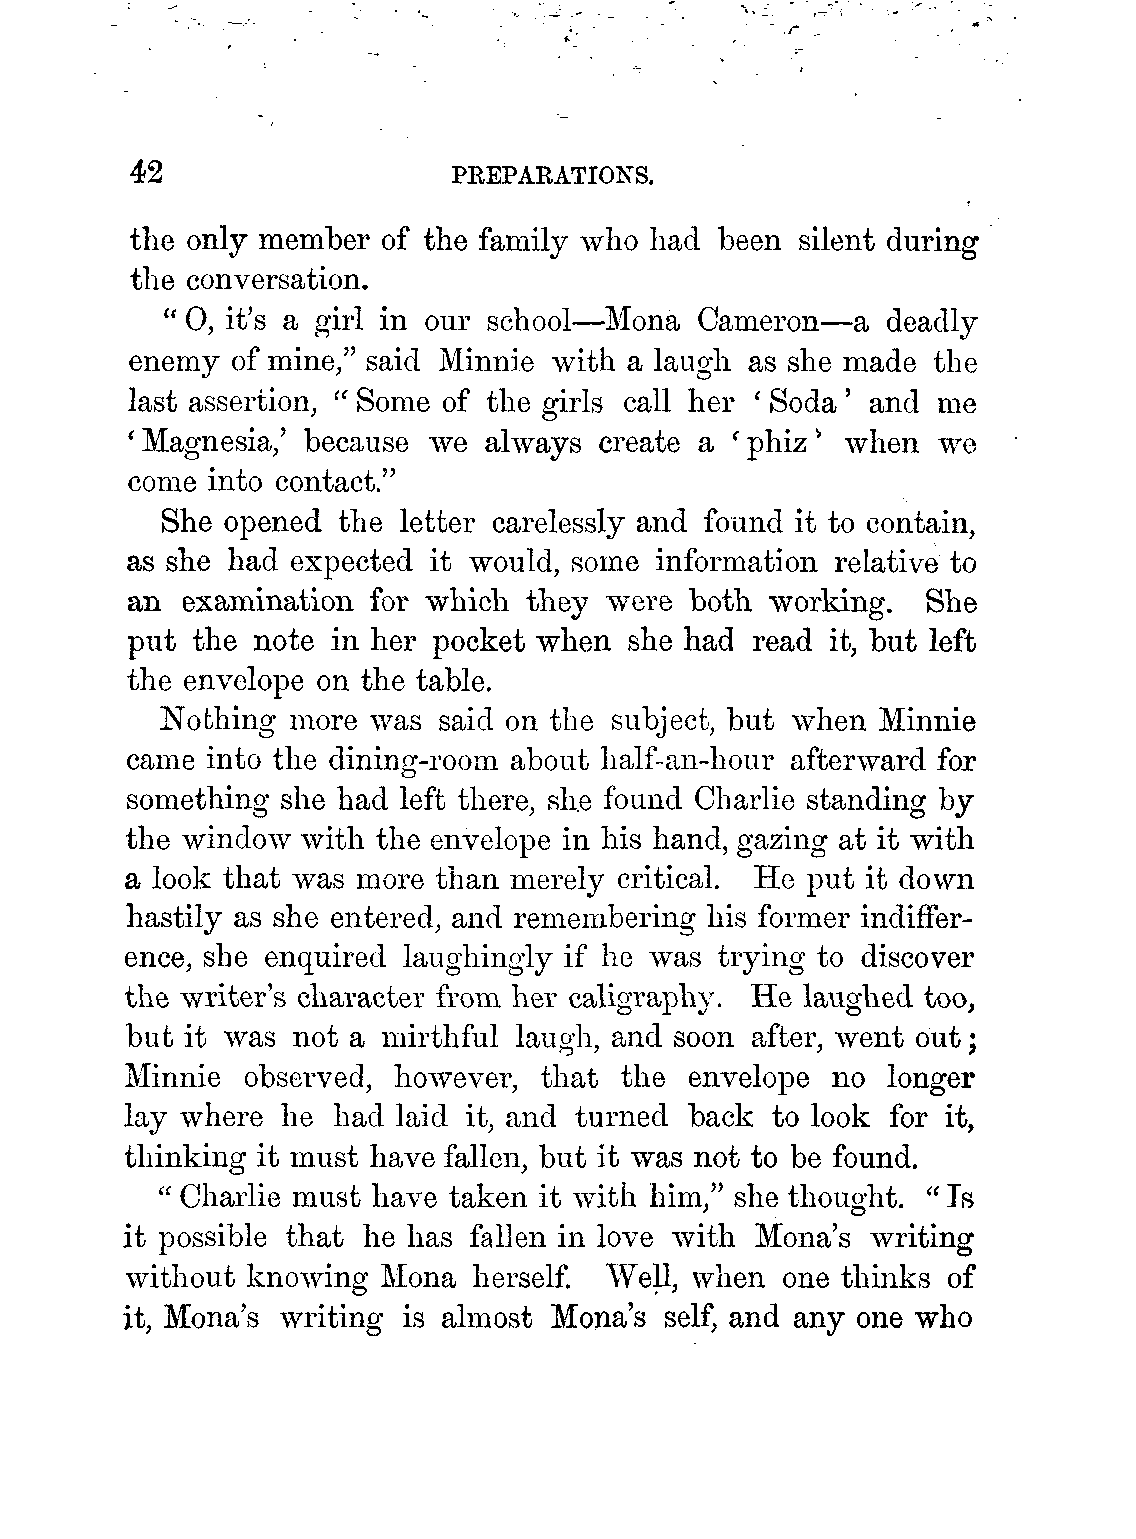 42 PREPARATIONS.
the only member of the family who had been silent during
the conversation.
“ O, it’s a girl in our school—Mona Cameron—a deadly
enemy of mine,” said Minnie with a laugh as she made the
last assertion, “ Some of the girls call her ‘ Soda ’ and me
‘ Magnesia,’ because we always create a ‘ phiz ’ when we
come into contact.”
She opened the letter carelessly and found it to contain,
as she had expected it would, some information relative to
an examination for which they were both working. She
put the note in her pocket when she had read it, but left
the envelope on the table.
Nothing more was said on the subject, but when Minnie
came into the dining-room about half-an-hour afterward for
something she had left there, she found Charlie standing by
the window with the envelope in his hand, gazing at it with
a look that was more than merely critical. He put it down
hastily as she entered, and remembering his former indiffer-
ence, she enquired laughingly if he was trying to discover
the writer’s character from her caligraphy. He laughed too,
but it was not a mirthful laugh, and soon after, went out ;
Minnie observed, however, that the envelope no longer
lay where he had laid it, and turned back to look for it,
thinking it must have fallen, but it was not to be found.
“ Charlie must have taken it with him,” she thought. “ Is
it possible that he has fallen in love with Mona’s writing
without knowing Mona herself. Well, when one thinks of
it, Mona’s writing is almost Mona’s self, and any one who